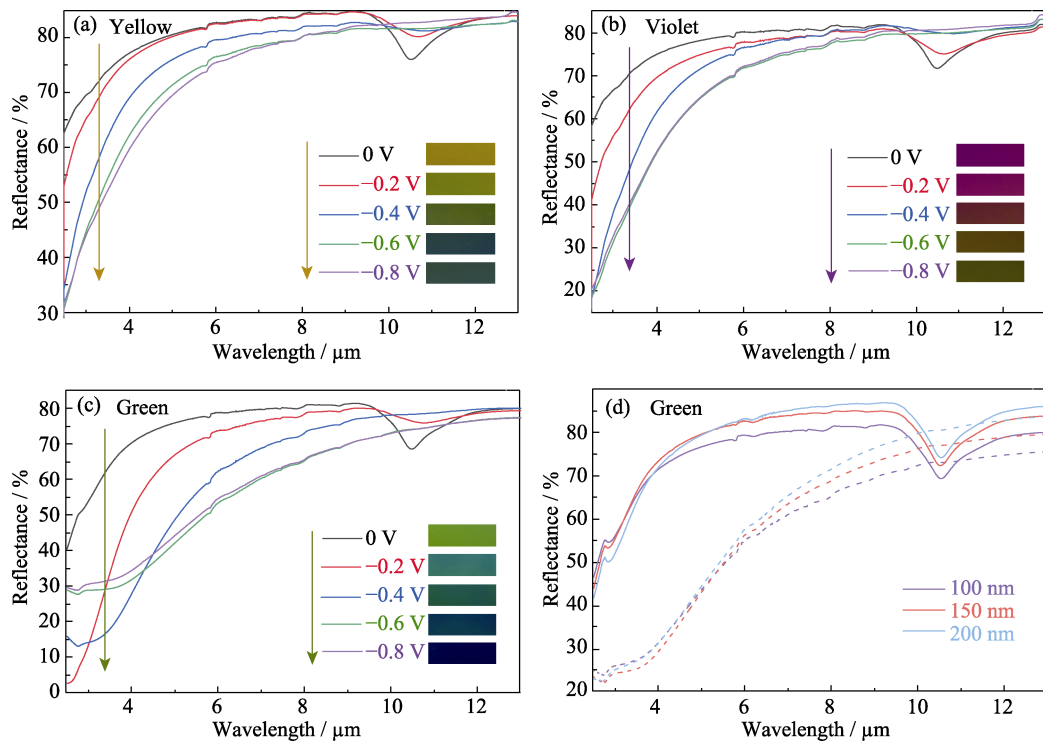 (a) Yellow
80
70
60
50
40
30
Reflectance / %
0 V
−0.2 V
−0.4 V
−0.6 V
−0.8 V
4 6 8 10 12
Wavelength / μm
(b) Violet
80
70
60
50
40
30
20
Reflectance / %
0 V
−0.2 V
−0.4 V
−0.6 V
−0.8 V
4 6 8 10 12
Wavelength / μm
(c) Green
80
70
60
50
40
30
20
10
0
Reflectance / %
0 V
−0.2 V
−0.4 V
−0.6 V
−0.8 V
4 6 8 10 12
Wavelength / μm
(d) Green
80
70
60
50
40
30
20
Reflectance / %
100 nm
150 nm
200 nm
4 6 8 10 12
Wavelength / μm